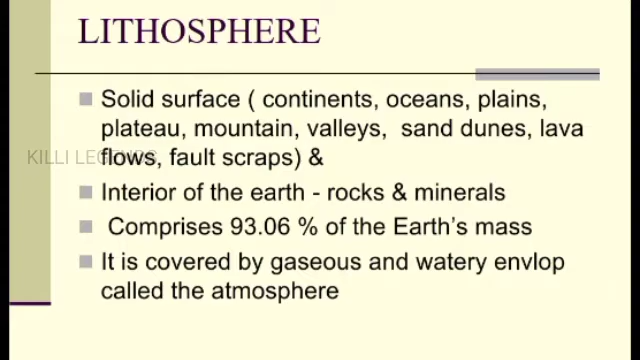 LITHOSPHERE
Solid surface ( continents, oceans, plains,
plateau, mountain, valleys, sand dunes, lava
flows, fault scraps) &
KILLI LEGENDS
Interior of the earth - rocks & minerals
Comprises 93.06 % of the Earth's mass
It is covered by gaseous and watery envlop
called the atmosphere